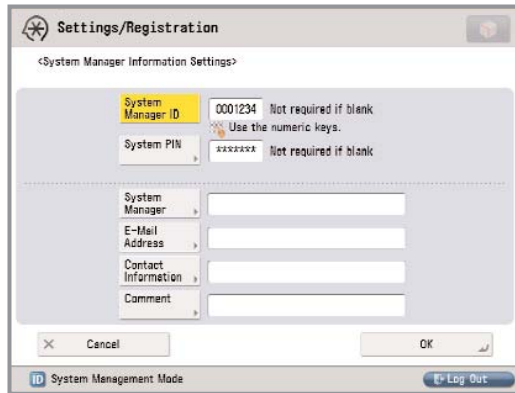 Settings/Registration
<System Manager Information Settings>
System Manager ID
0001234 Not required if blank
Use the numeric keys.
System PIN
******* Not required if blank
System Manager
E-Mail Address
Contact Information
Comment
Cancel
OK
ID System Management Mode
Log Out